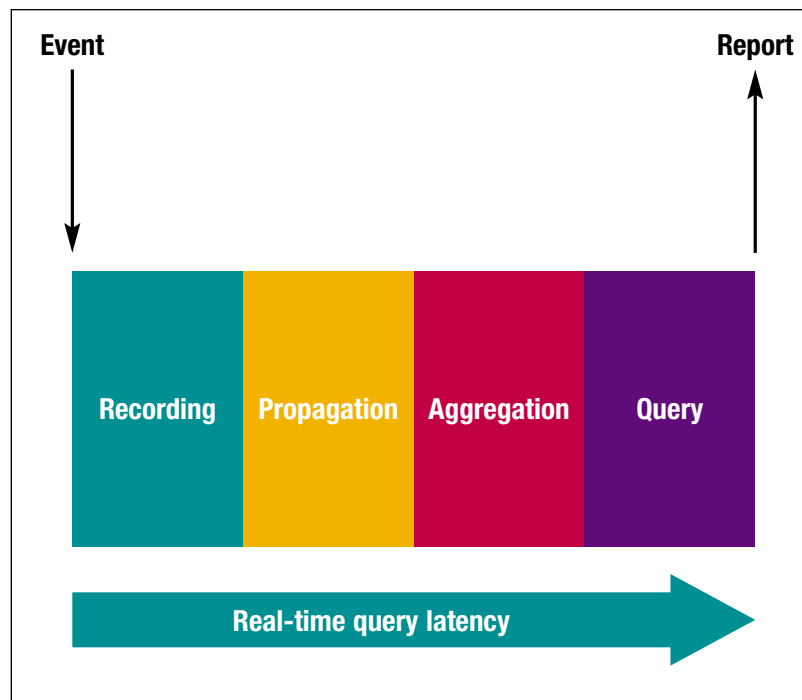 Event
Report
Recording
Propagation
Aggregation
Query
Real-time query latency